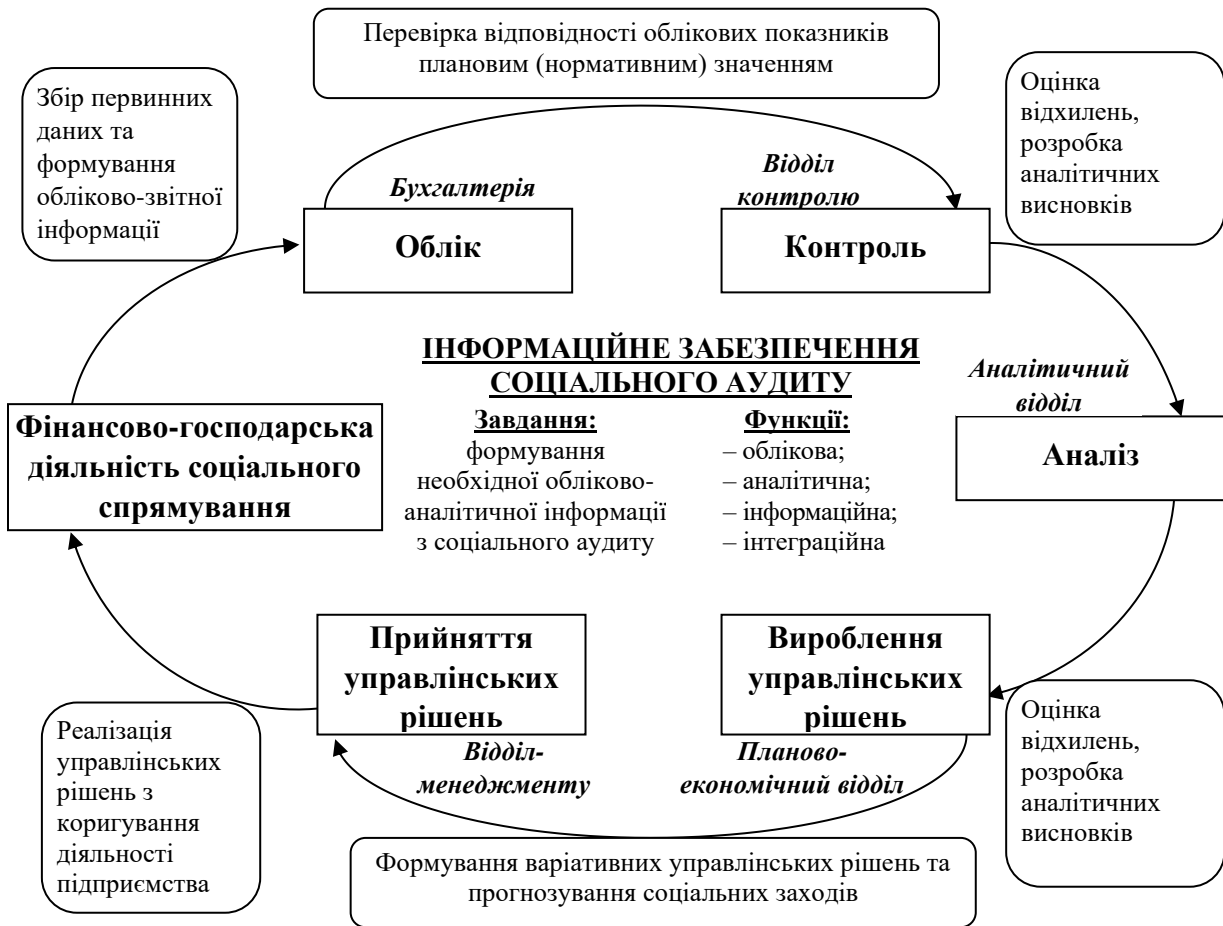 Перевірка відповідності облікових показників
плановим (нормативним) значенням
Збір первинних
даних та
формування
обліково-звітної
інформації
Оцінка
відхилень,
розробка
аналітичних
висновків
Бухгалтерія
Відділ
контролю
Облік
Контроль
ІНФОРМАЦІЙНЕ ЗАБЕЗПЕЧЕННЯ
СОЦІАЛЬНОГО АУДИТУ
Завдання:
формування
необхідної обліково-
аналітичної інформації
з соціального аудиту
Функції:
– облікова;
– аналітична;
– інформаційна;
– інтеграційна
Аналітичний
відділ
Аналіз
Фінансово-господарська
діяльність соціального
спрямування
Прийняття
управлінських
рішень
Вироблення
управлінських
рішень
Відділ-
менеджменту
Планово-
економічний відділ
Реалізація
управлінських
рішень з
коригування
діяльності
підприємства
Оцінка
відхилень,
розробка
аналітичних
висновків
Формування варіативних управлінських рішень та
прогнозування соціальних заходів